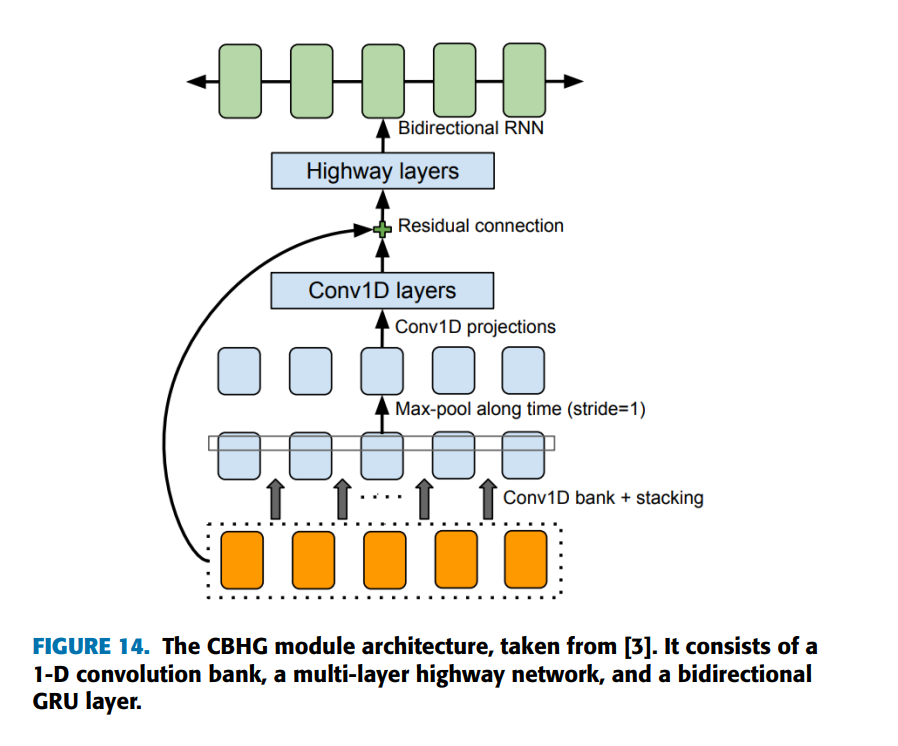 Bidirectional RNN
Highway layers
Residual connection
Conv1D layers
Conv1D projections
Max-pool along time (stride=1)
Conv1D bank + stacking
FIGURE 14. The CBHG module architecture, taken from [3]. It consists of a
1-D convolution bank, a multi-layer highway network, and a bidirectional
GRU layer.